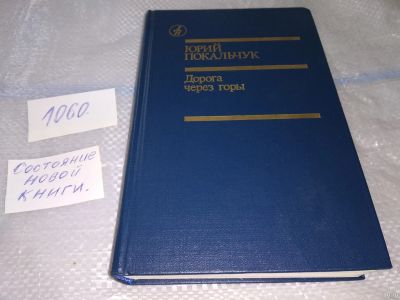 ЮРИЙ
ПОКАЛЬЧУК
Дорога
через горы
1060
Состояние
новой
книги.